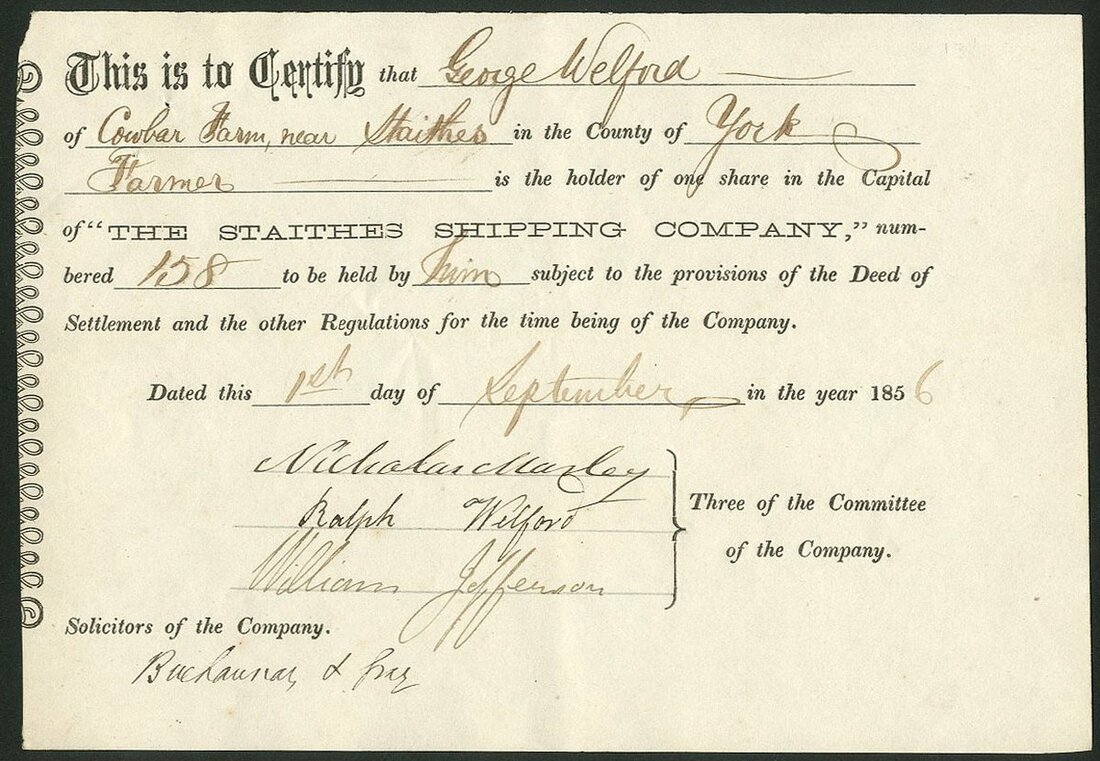 This is to Certify that George Welford
of Cowbar Farm, near Staithes in the County of York
Farmer is the holder of one share in the Capital
of "THE STAITHES SHIPPING COMPANY," num-
bered 158 to be held by him subject to the provisions of the Deed of
Settlement and the other Regulations for the time being of the Company.
Dated this 1st day of September in the year 1856
Nicholas Marley
Ralph Welford
William Jefferson
Three of the Committee
of the Company.
Solicitors of the Company.
Buchannan & Gray